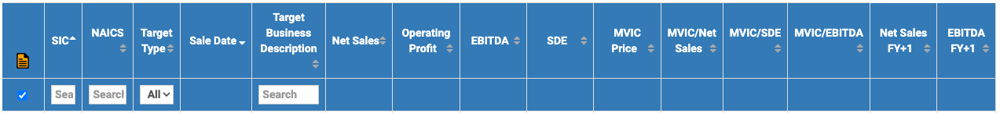 SIC
NAICS
Target
Type
Sale Date
Target
Business
Description
Net Sales
Operating
Profit
EBITDA
SDE
MVIC
Price
MVIC/Net
Sales
MVIC/SDE
MVIC/EBITDA
Net Sales
FY+1
EBITDA
FY+1
Sea
Search
All
Search